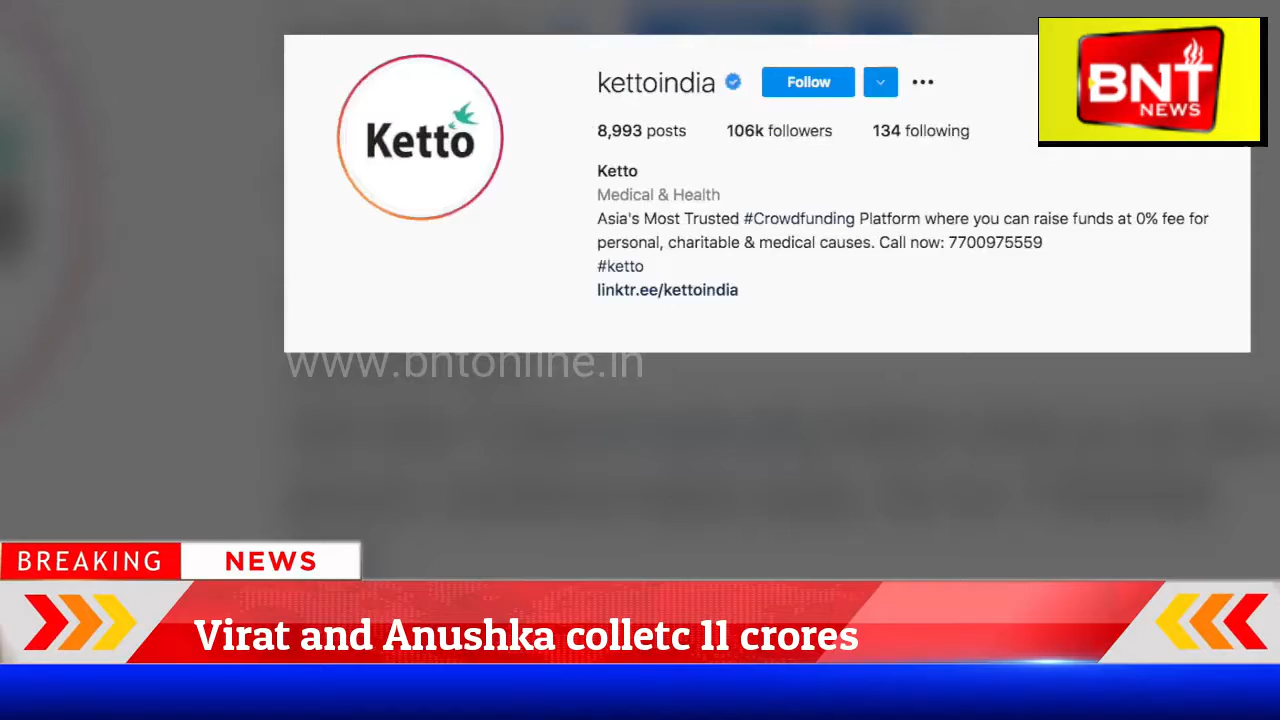 kettoindia
Follow
BNT
NEWS
8,993 posts 106k followers 134 following
Ketto
Ketto
Medical & Health
Asia's Most Trusted #Crowdfunding Platform where you can raise funds at 0% fee for
personal, charitable & medical causes. Call now: 7700975559
#ketto
linktr.ee/kettoindia
www.bntonline.in
BREAKING NEWS
Virat and Anushka colletc 11 crores